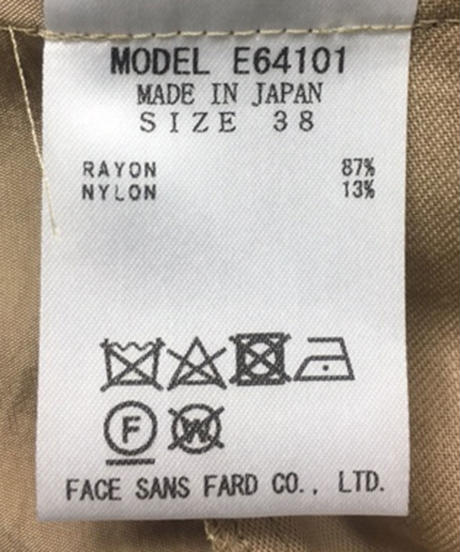 MODEL E64101
MADE IN JAPAN
SIZE 38
RAYON 87%
NYLON 13%
F W
FACE SANS FARD CO., LTD.